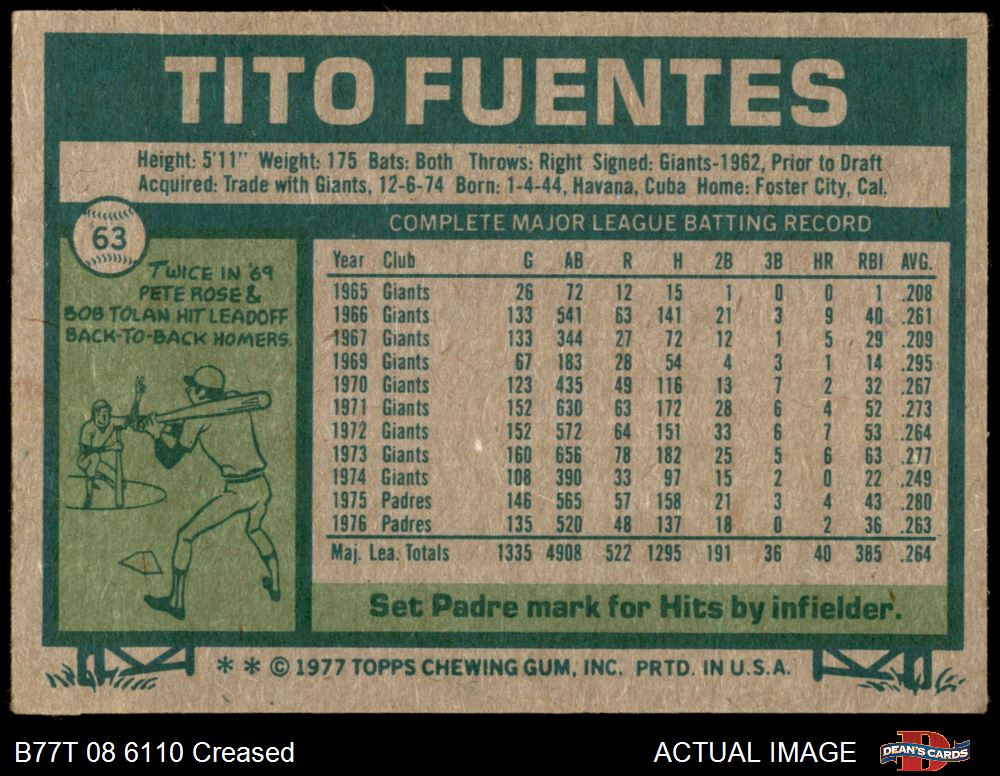 TITO FUENTES
Height: 5'11" Weight: 175 Bats: Both Throws: Right Signed: Giants-1962, Prior to Draft
Acquired: Trade with Giants, 12-6-74 Born: 1-4-44, Havana, Cuba Home: Foster City, Cal.
63
TWICE IN '69
PETE ROSE &
BOB TOLAN HIT LEADOFF
BACK-TO-BACK HOMERS.
COMPLETE MAJOR LEAGUE BATTING RECORD
Year Club G AB R H 2B 3B HR RBI AVG.
1965 Giants 26 72 12 15 1 0 0 1 .208
1966 Giants 133 541 63 141 21 3 9 40 .261
1967 Giants 133 344 27 72 12 1 5 29 .209
1969 Giants 67 183 28 54 4 3 1 14 .295
1970 Giants 123 435 49 116 13 7 2 32 .267
1971 Giants 152 630 63 172 28 6 4 52 .273
1972 Giants 152 572 64 151 33 6 7 53 .264
1973 Giants 160 656 78 182 25 5 6 63 .277
1974 Giants 108 390 33 97 15 2 0 22 .249
1975 Padres 146 565 57 158 21 3 4 43 .280
1976 Padres 135 520 48 137 18 0 2 36 .263
Maj. Lea. Totals 1335 4908 522 1295 191 36 40 385 .264
Set Padre mark for Hits by infielder.
* * © 1977 TOPPS CHEWING GUM, INC. PRTD. IN U.S.A.
B77T 08 6110 Creased
ACTUAL IMAGE
D
DEAN'S CARDS